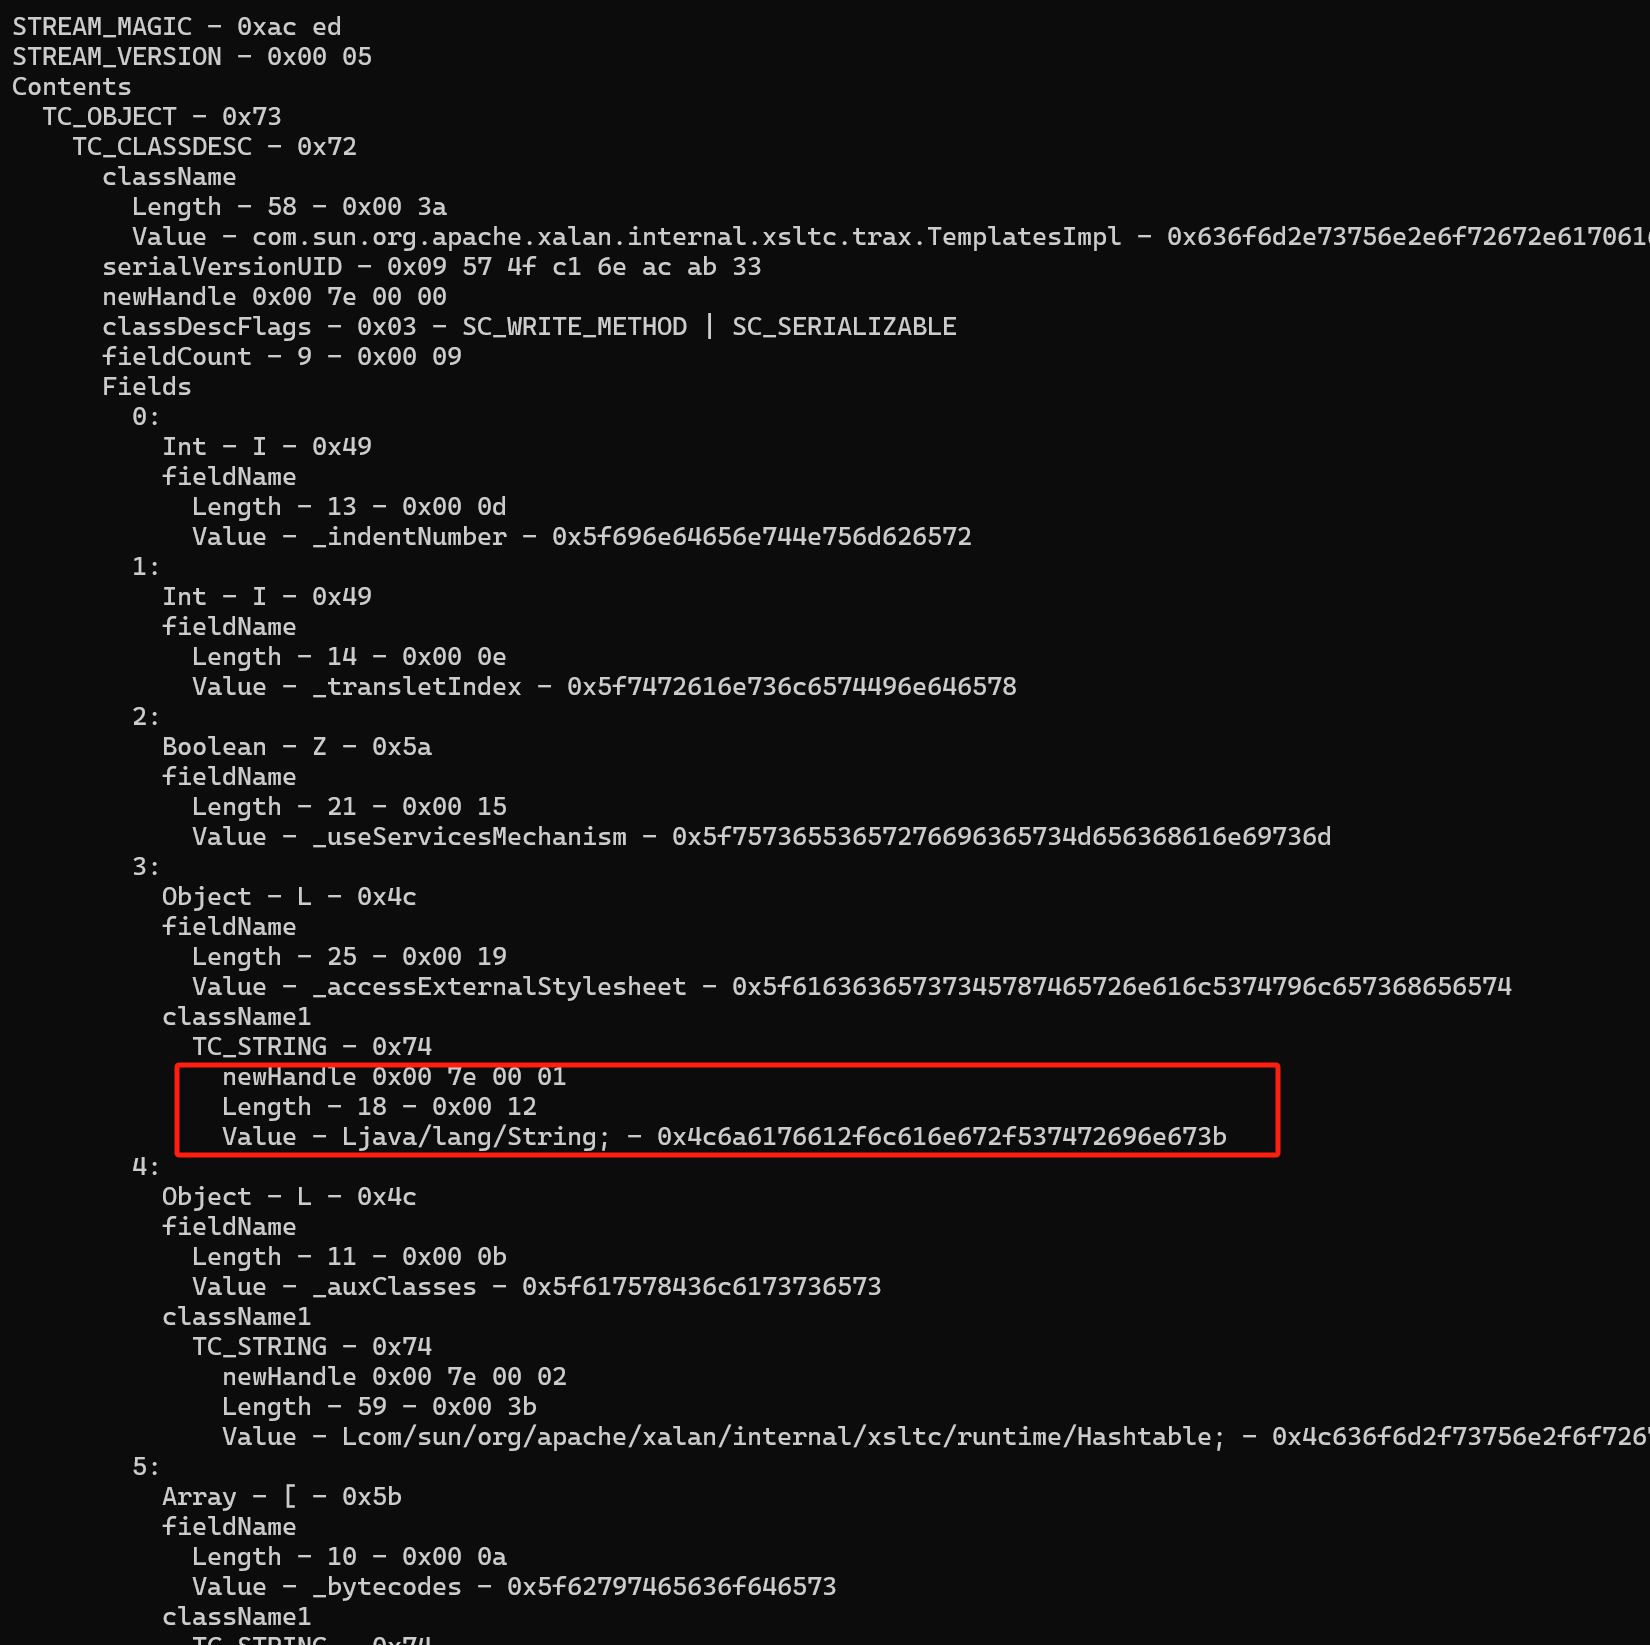 STREAM_MAGIC - 0xac ed
STREAM_VERSION - 0x00 05
Contents
TC_OBJECT - 0x73
TC_CLASSDESC - 0x72
className
Length - 58 - 0x00 3a
Value - com.sun.org.apache.xalan.internal.xsltc.trax.TemplatesImpl - 0x636f6d2e73756e2e6f72672e617061
serialVersionUID - 0x09 57 4f c1 6e ac ab 33
newHandle 0x00 7e 00 00
classDescFlags - 0x03 - SC_WRITE_METHOD | SC_SERIALIZABLE
fieldCount - 9 - 0x00 09
Fields
0:
Int - I - 0x49
fieldName
Length - 13 - 0x00 0d
Value - _indentNumber - 0x5f696e64656e744e756d626572
1:
Int - I - 0x49
fieldName
Length - 14 - 0x00 0e
Value - _transletIndex - 0x5f7472616e736c6574496e646578
2:
Boolean - Z - 0x5a
fieldName
Length - 21 - 0x00 15
Value - _useServicesMechanism - 0x5f75736553657276696365734d656368616e69736d
3:
Object - L - 0x4c
fieldName
Length - 25 - 0x00 19
Value - _accessExternalStylesheet - 0x5f61636365737345787465726e616c5374796c657368656574
className1
TC_STRING - 0x74
newHandle 0x00 7e 00 01
Length - 18 - 0x00 12
Value - Ljava/lang/String; - 0x4c6a6176612f6c616e672f537472696e673b
4:
Object - L - 0x4c
fieldName
Length - 11 - 0x00 0b
Value - _auxClasses - 0x5f617578436c6173736573
className1
TC_STRING - 0x74
newHandle 0x00 7e 00 02
Length - 59 - 0x00 3b
Value - Lcom/sun/org/apache/xalan/internal/xsltc/runtime/Hashtable; - 0x4c636f6d2f73756e2f6f726
5:
Array - [ - 0x5b
fieldName
Length - 10 - 0x00 0a
Value - _bytecodes - 0x5f62797465636f646573
className1
TC_STRING - 0x74